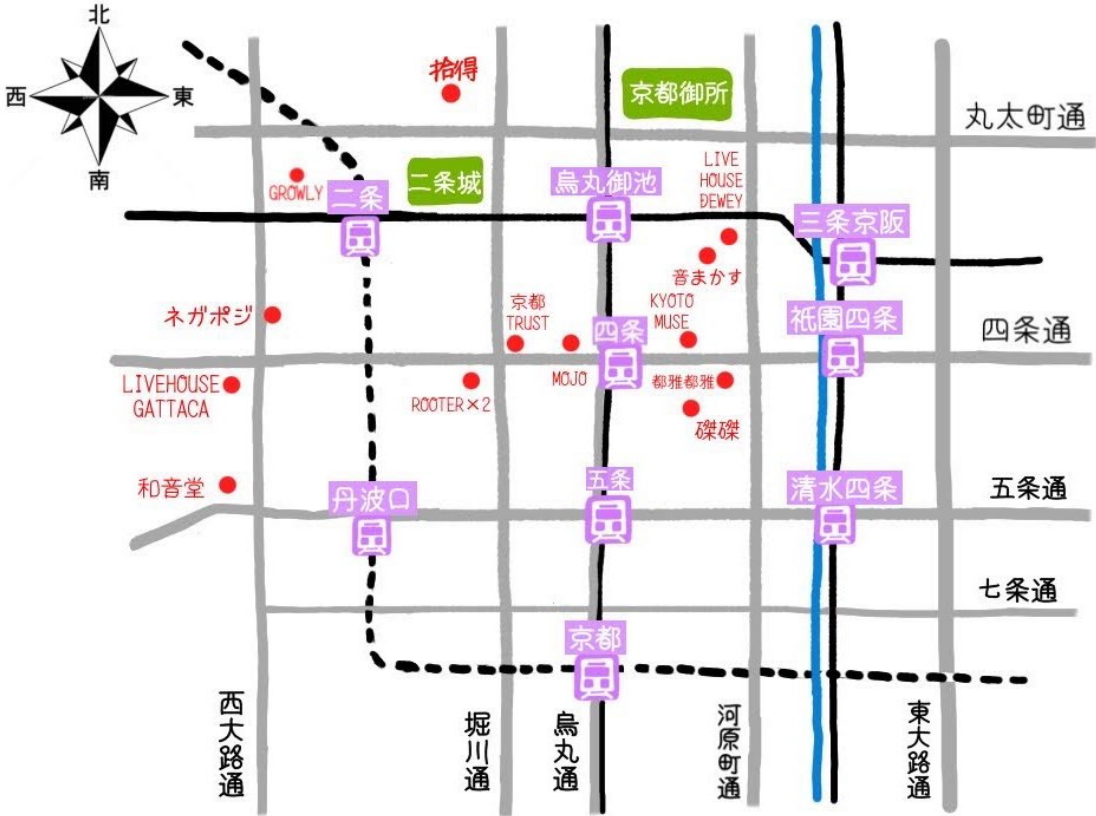 北
西
東
南
拾得
京都御所
丸太町通
GROWLY
二条
二条城
烏丸御池
LIVE
HOUSE
DEWEY
三条京阪
音まかす
ネガポジ
京都
TRUST
四条
KYOTO
MUSE
祇園四条
四条通
LIVEHOUSE
GATTACA
ROOTER×2
MOJO
都雅都雅
磔磔
和音堂
丹波口
五条
清水四条
五条通
七条通
京都
西大路通
堀川通
烏丸通
河原町通
東大路通